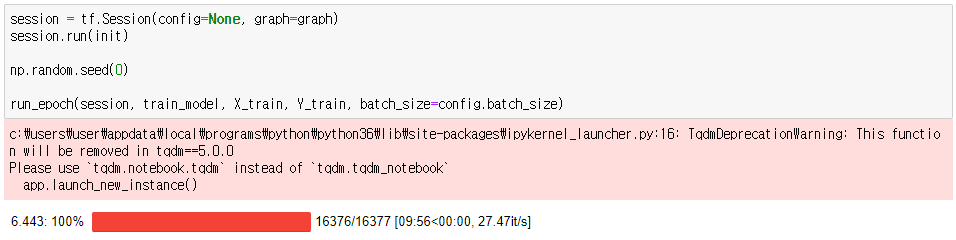 session = tf.Session(config=None, graph=graph)
session.run(init)
np.random.seed(0)
run_epoch(session, train_model, X_train, Y_train, batch_size=config.batch_size)
c:₩users₩user₩appdata₩local₩programs₩python₩python36₩lib₩site-packages₩ipykernel_launcher.py:16: TqdmDeprecationWarning: This functio
n will be removed in tqdm==5.0.0
Please use `tqdm.notebook.tqdm` instead of `tqdm.tqdm_notebook`
  app.launch_new_instance()
6.443: 100% 16376/16377 [09:56<00:00, 27.47it/s]